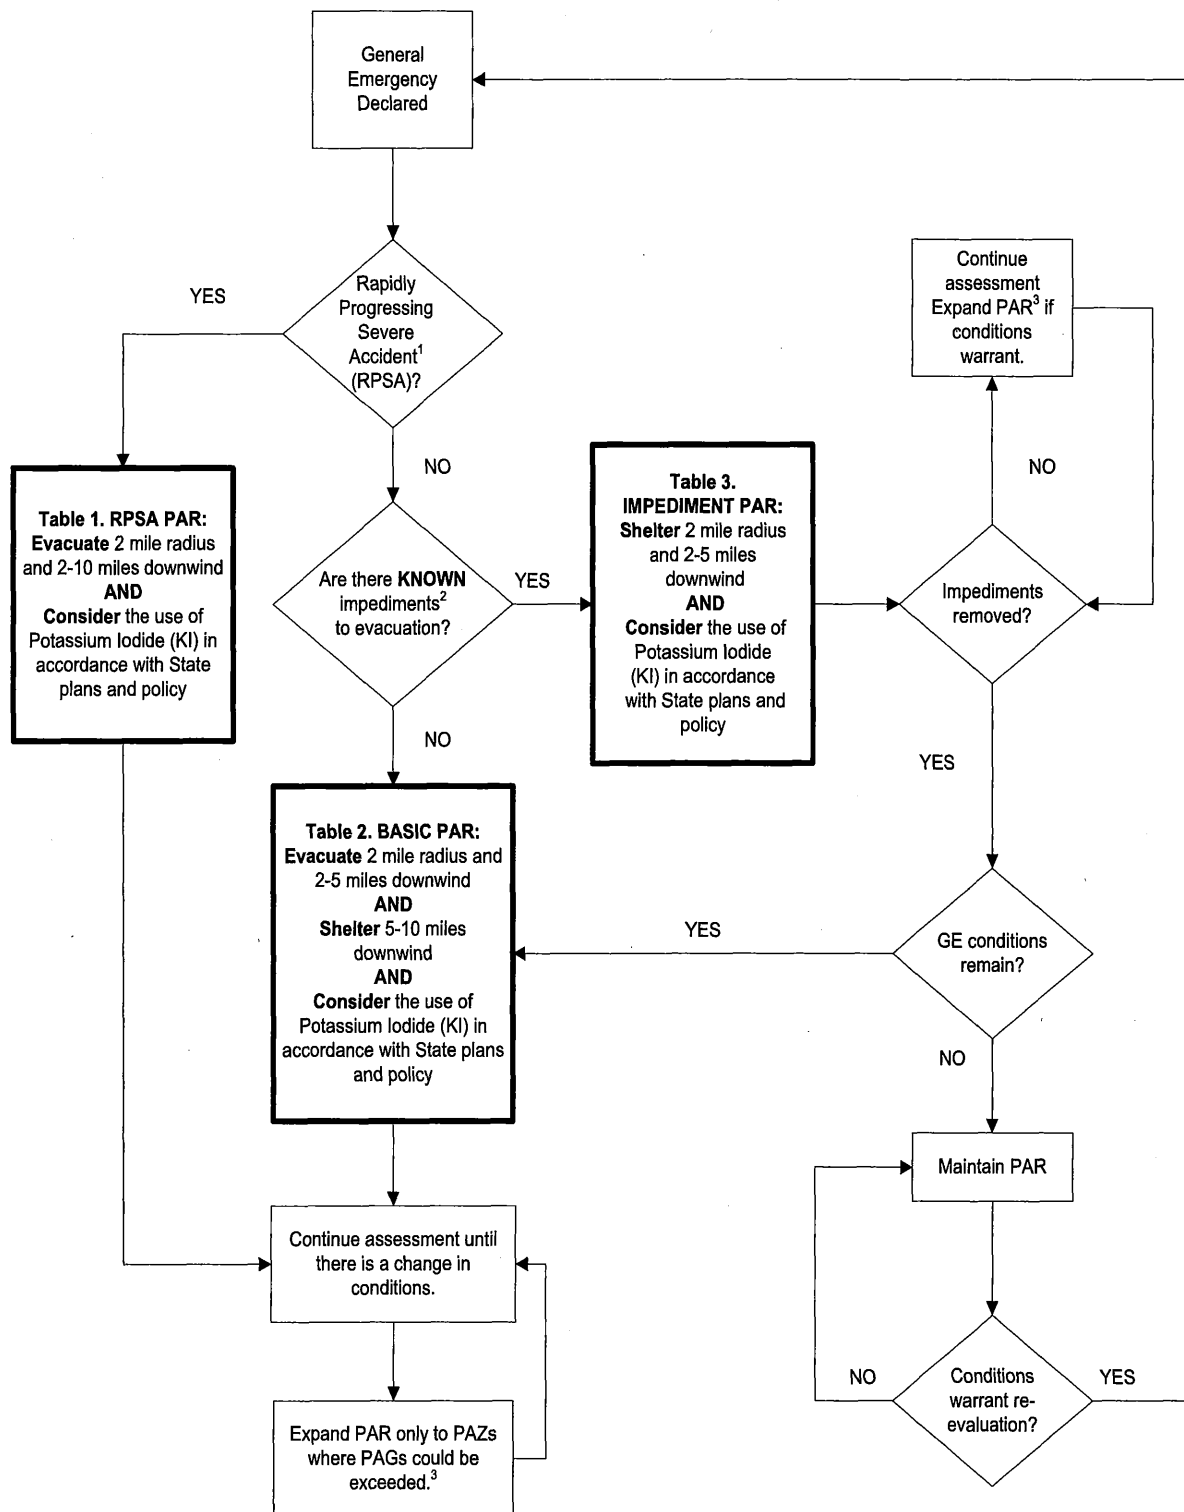 General
Emergency
Declared
Rapidly
Progressing
Severe
Accident1
(RPSA)?
YES
NO
Table 1. RPSA PAR:
Evacuate 2 mile radius
and 2-10 miles downwind
AND
Consider the use of
Potassium Iodide (KI) in
accordance with State
plans and policy
Are there KNOWN
impediments2
to evacuation?
YES
NO
Table 3.
IMPEDIMENT PAR:
Shelter 2 mile radius
and 2-5 miles
downwind
AND
Consider the use of
Potassium Iodide
(KI) in accordance
with State plans and
policy
Continue
assessment
Expand PAR3 if
conditions
warrant.
NO
Impediments
removed?
YES
Table 2. BASIC PAR:
Evacuate 2 mile radius and
2-5 miles downwind
AND
Shelter 5-10 miles
downwind
AND
Consider the use of
Potassium Iodide (KI) in
accordance with State plans
and policy
YES
GE conditions
remain?
NO
Maintain PAR
Continue assessment until
there is a change in
conditions.
Expand PAR only to PAZs
where PAGs could be
exceeded.3
NO
Conditions
warrant re-
evaluation?
YES